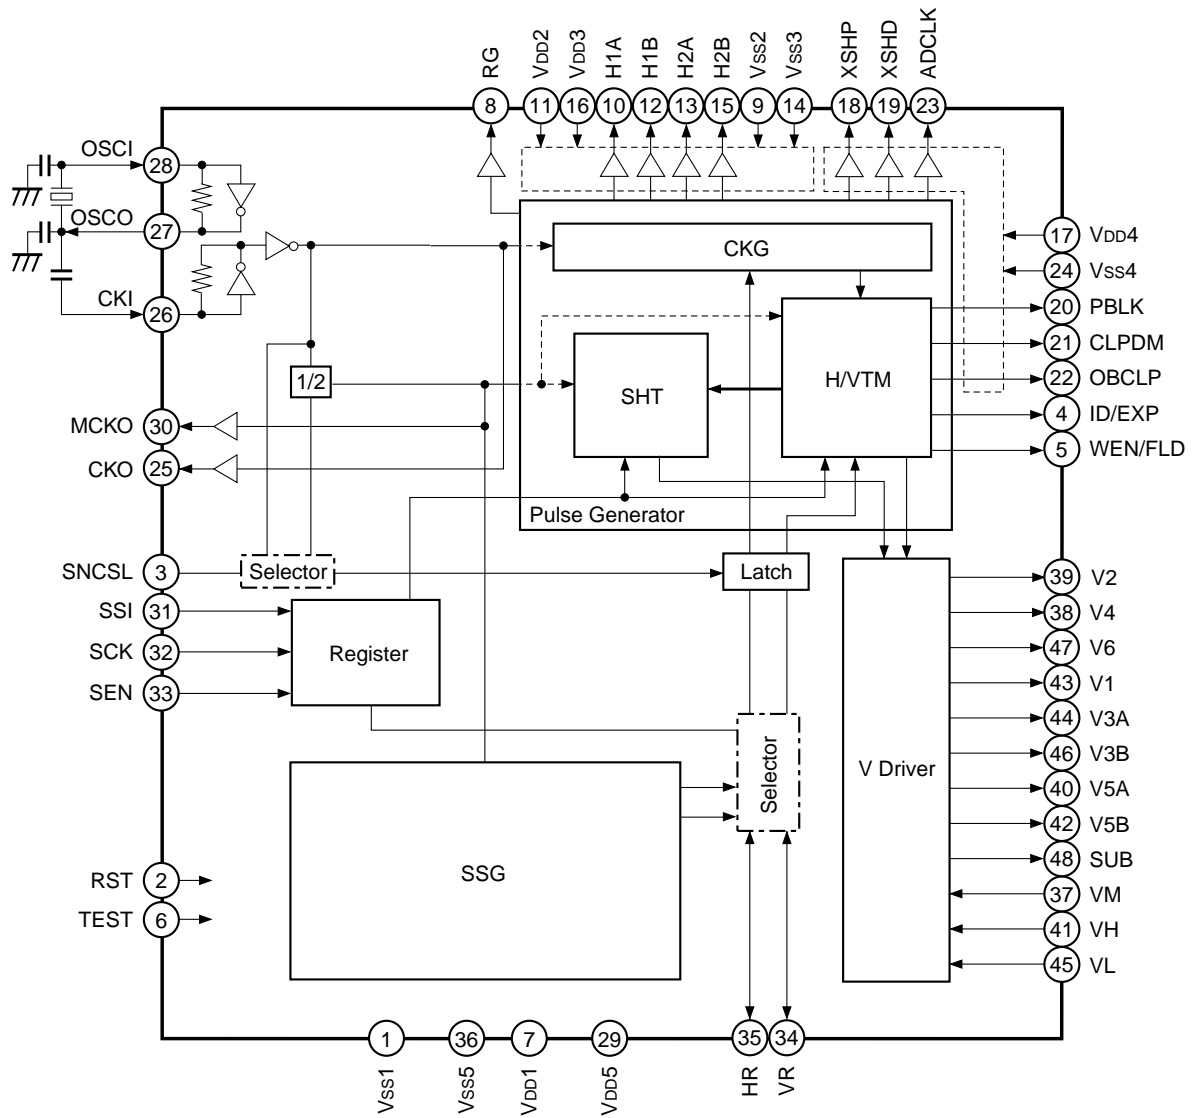 RG
VDD2
VDD3
H1A
H1B
H2A
H2B
VSS2
VSS3
XSHP
XSHD
ADCLK
8
11
16
10
12
13
15
9
14
18
19
23
OSCI
28
OSCO
27
CKI
26
CKG
17 VDD4
24 VSS4
20 PBLK
21 CLPDM
22 OBCLP
4 ID/EXP
5 WEN/FLD
1/2
SHT
H/VTM
MCKO 30
CKO 25
Pulse Generator
SNCSL 3
Selector
Latch
SSI 31
SCK 32
SEN 33
Register
39 V2
38 V4
47 V6
43 V1
44 V3A
46 V3B
40 V5A
42 V5B
48 SUB
37 VM
41 VH
45 VL
Selector
V Driver
SSG
RST 2
TEST 6
1
36
7
29
35
34
VSS1
VSS5
VDD1
VDD5
HR
VR